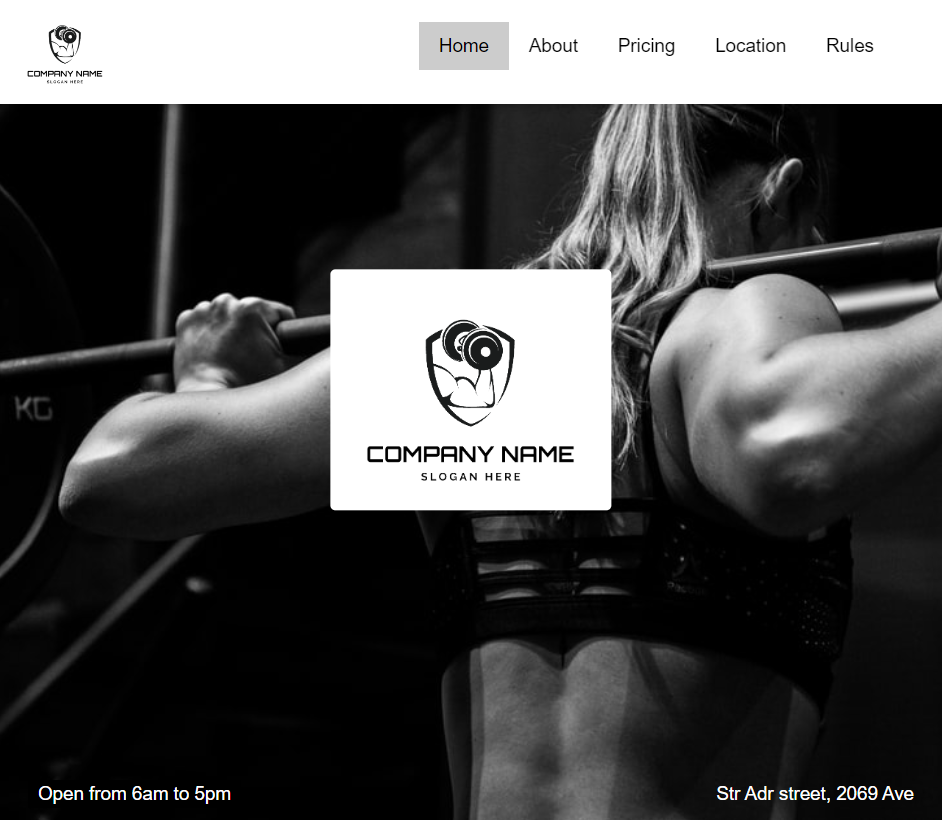 COMPANY NAME
SLOGAN HERE
Home About Pricing Location Rules
KG
COMPANY NAME
SLOGAN HERE
Open from 6am to 5pm
Str Adr street, 2069 Ave